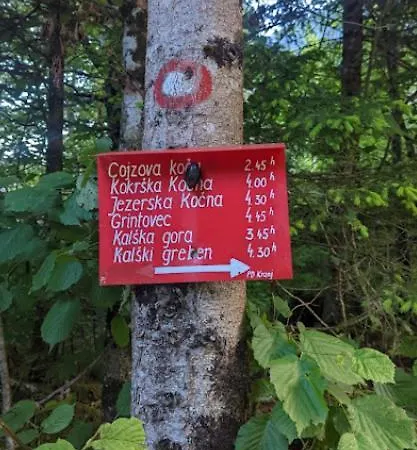 Cojzova koča 2.45 h
Kokrška Kočna 4.00 h
Jezerska Kočna 4.30 h
Grintovec 4.45 h
Kalška gora 3.45 h
Kalški greben 4.30 h
PD Kranj